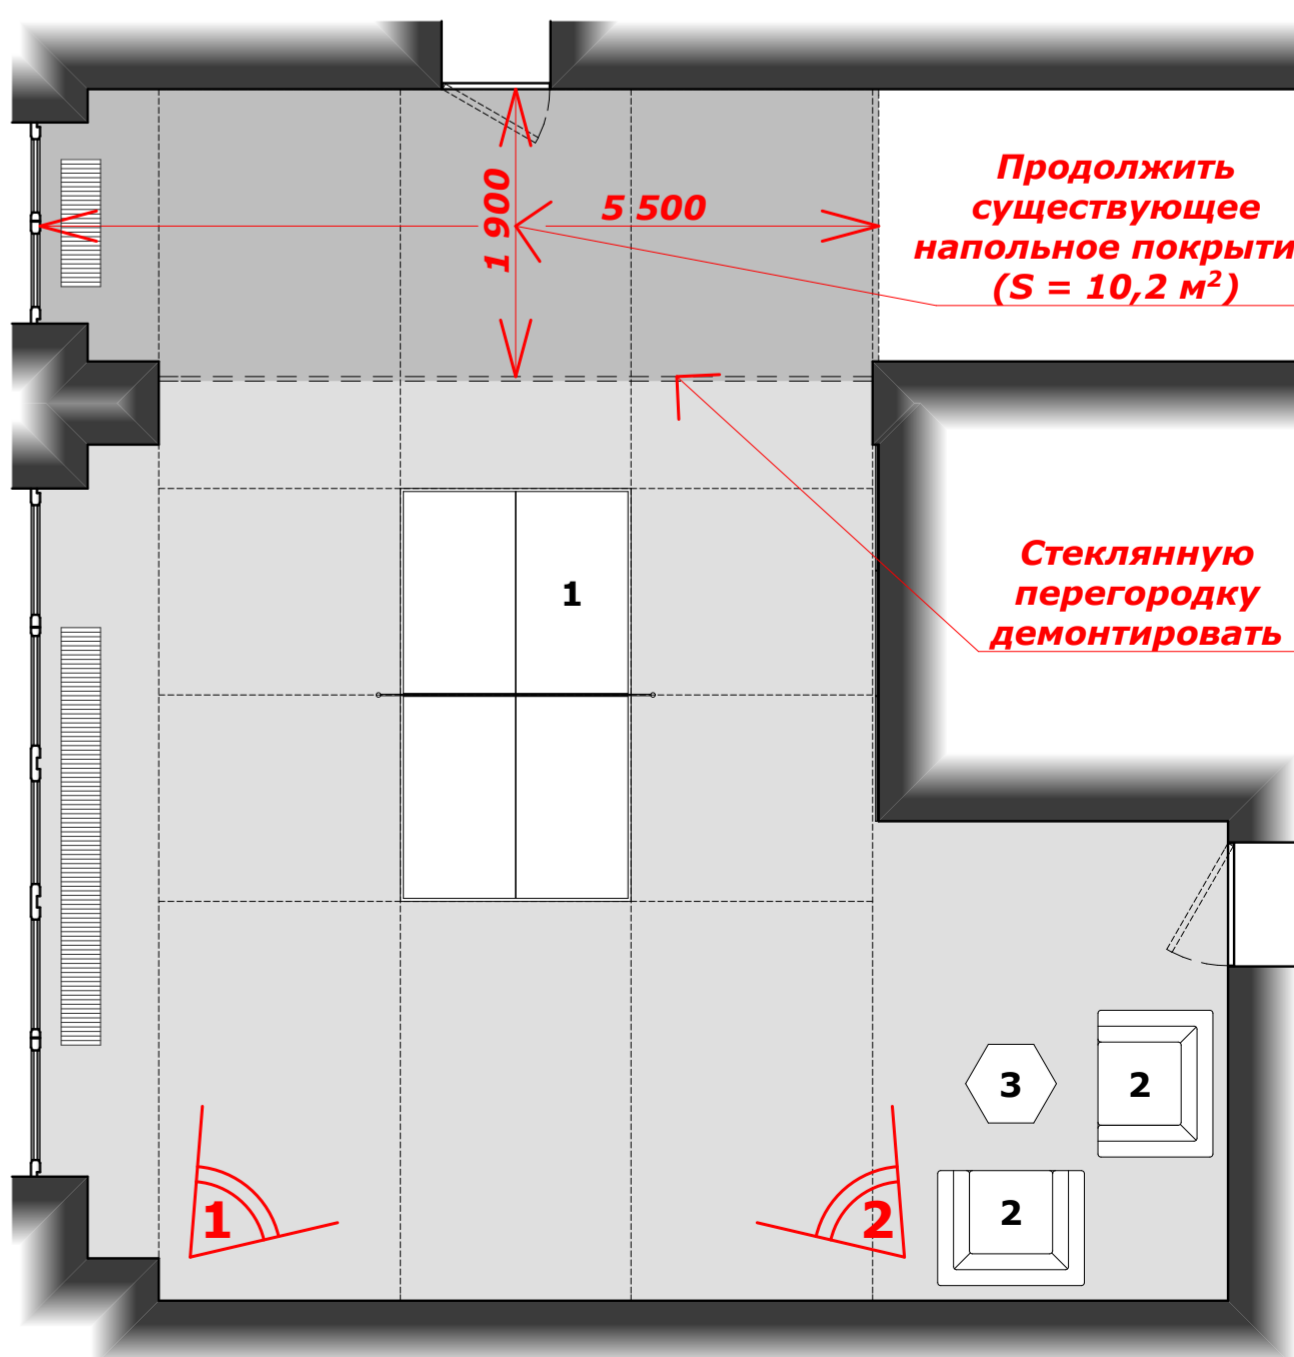 Продолжить
существующее
напольное покрыти
(S = 10,2 м²)
5 500
1 900
Стеклянную
перегородку
демонтировать
1
3
2
2
1
2